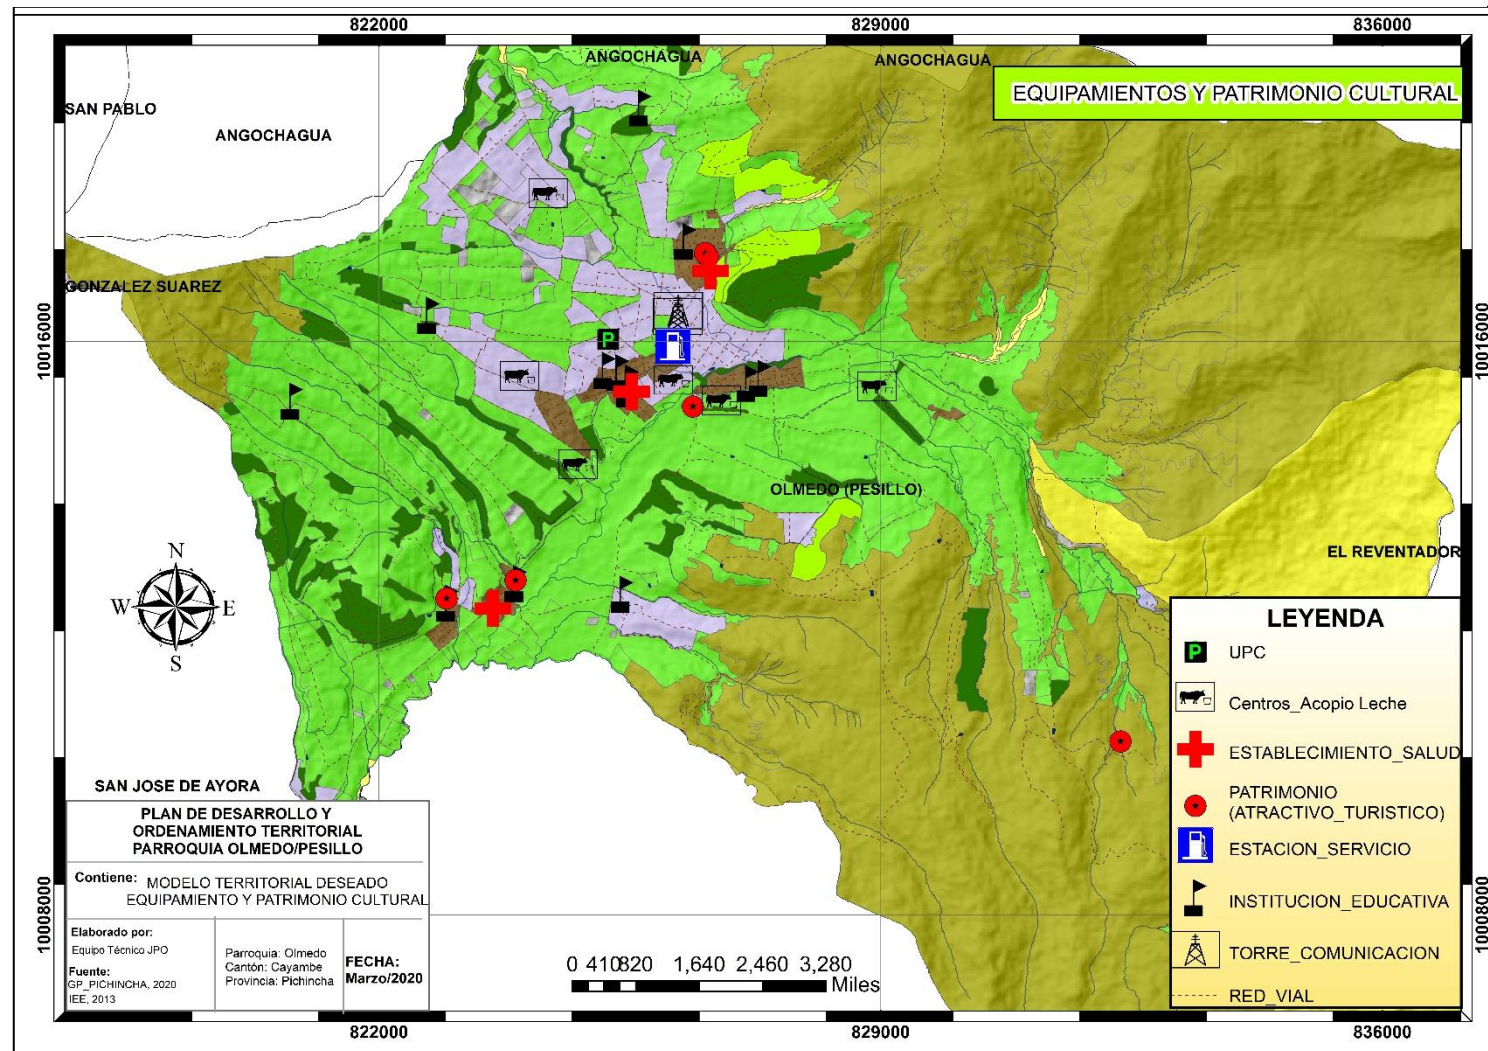 822000
829000
836000
ANGOCHAGUA
ANGOCHAGUA
EQUIPAMIENTOS Y PATRIMONIO CULTURAL
SAN PABLO
ANGOCHAGUA
GONZALEZ SUAREZ
10016000
10016000
OLMEDO (PESILLO)
EL REVENTADOR
N
W
E
S
SAN JOSE DE AYORA
PLAN DE DESARROLLO Y
ORDENAMIENTO TERRITORIAL
PARROQUIA OLMEDO/PESILLO
Contiene: MODELO TERRITORIAL DESEADO
EQUIPAMIENTO Y PATRIMONIO CULTURAL
Elaborado por:
Equipo Técnico JPO
Fuente:
GP_PICHINCHA, 2020
IEE, 2013
Parroquia: Olmedo
Cantón: Cayambe
Provincia: Pichincha
FECHA:
Marzo/2020
0 410820 1,640 2,460 3,280
Miles
LEYENDA
P
UPC
Centros_Acopio Leche
ESTABLECIMIENTO_SALUD
PATRIMONIO
(ATRACTIVO_TURISTICO)
ESTACION_SERVICIO
INSTITUCION_EDUCATIVA
TORRE_COMUNICACION
RED_VIAL
P
10008000
10008000
822000
829000
836000